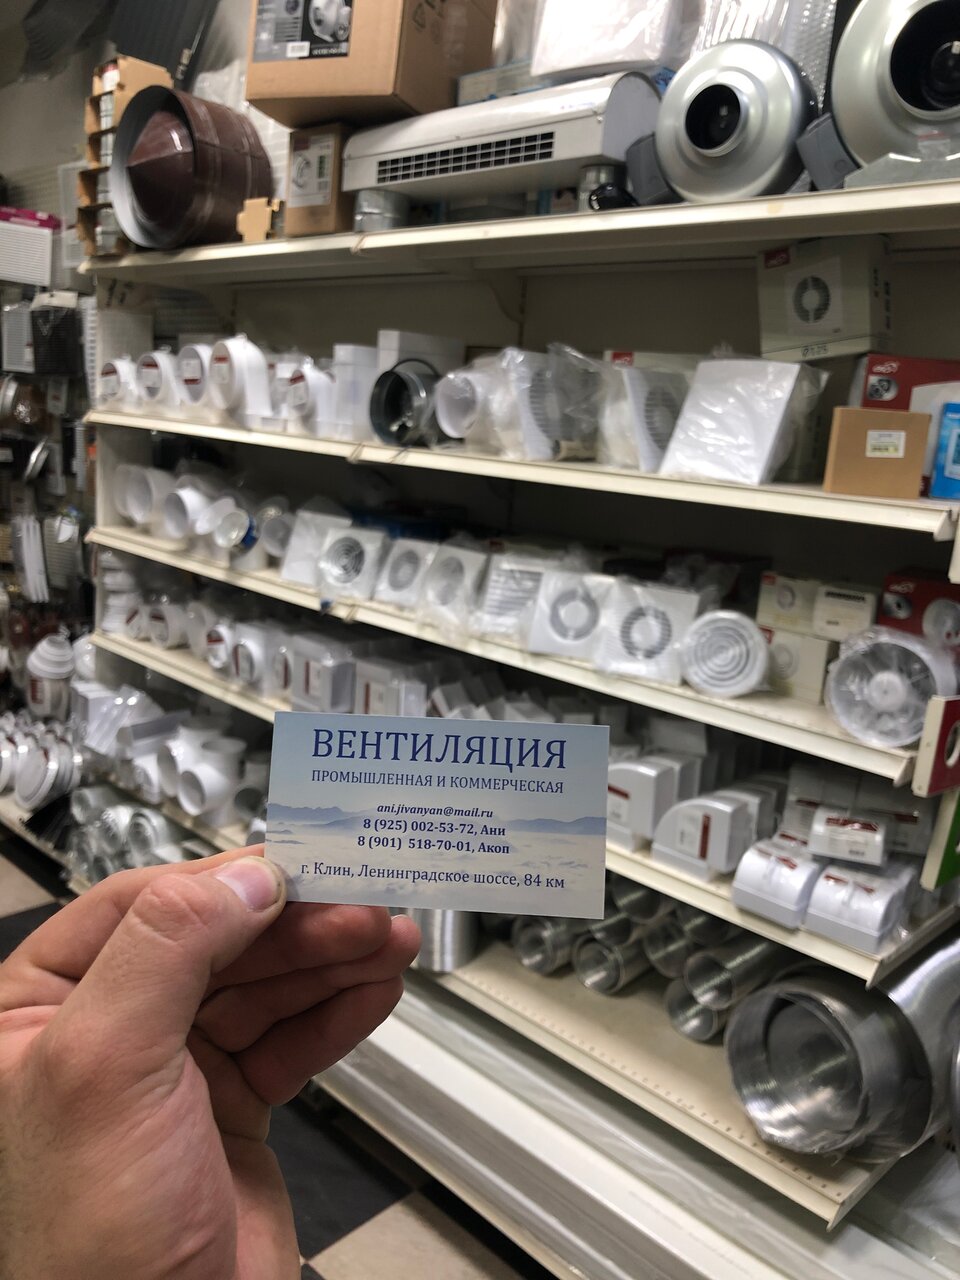 ВЕНТИЛЯЦИЯ
ПРОМЫШЛЕННАЯ И КОММЕРЧЕСКАЯ
ani.jivanyan@mail.ru
8 (925) 002-53-72, Ани
8 (901) 518-70-01, Акоп
г. Клин, Ленинградское шоссе, 84 км